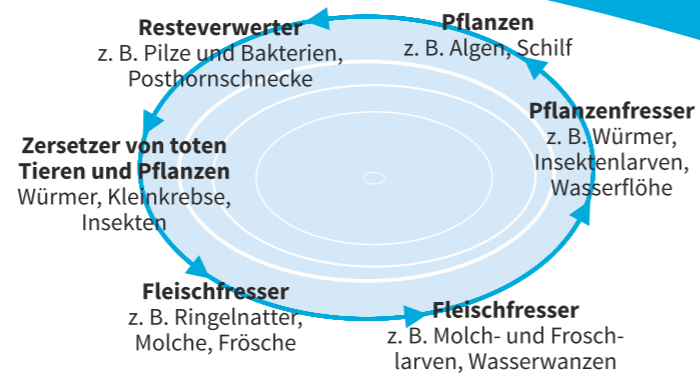 Resteverwerter
z. B. Pilze und Bakterien,
Posthornschnecke
Pflanzen
z. B. Algen, Schilf
Pflanzenfresser
z. B. Würmer,
Insektenlarven,
Wasserflöhe
Zersetzer von toten
Tieren und Pflanzen
Würmer, Kleinkrebse,
Insekten
Fleischfresser
z. B. Ringelnatter,
Molche, Frösche
Fleischfresser
z. B. Molch- und Frosch-
larven, Wasserwanzen